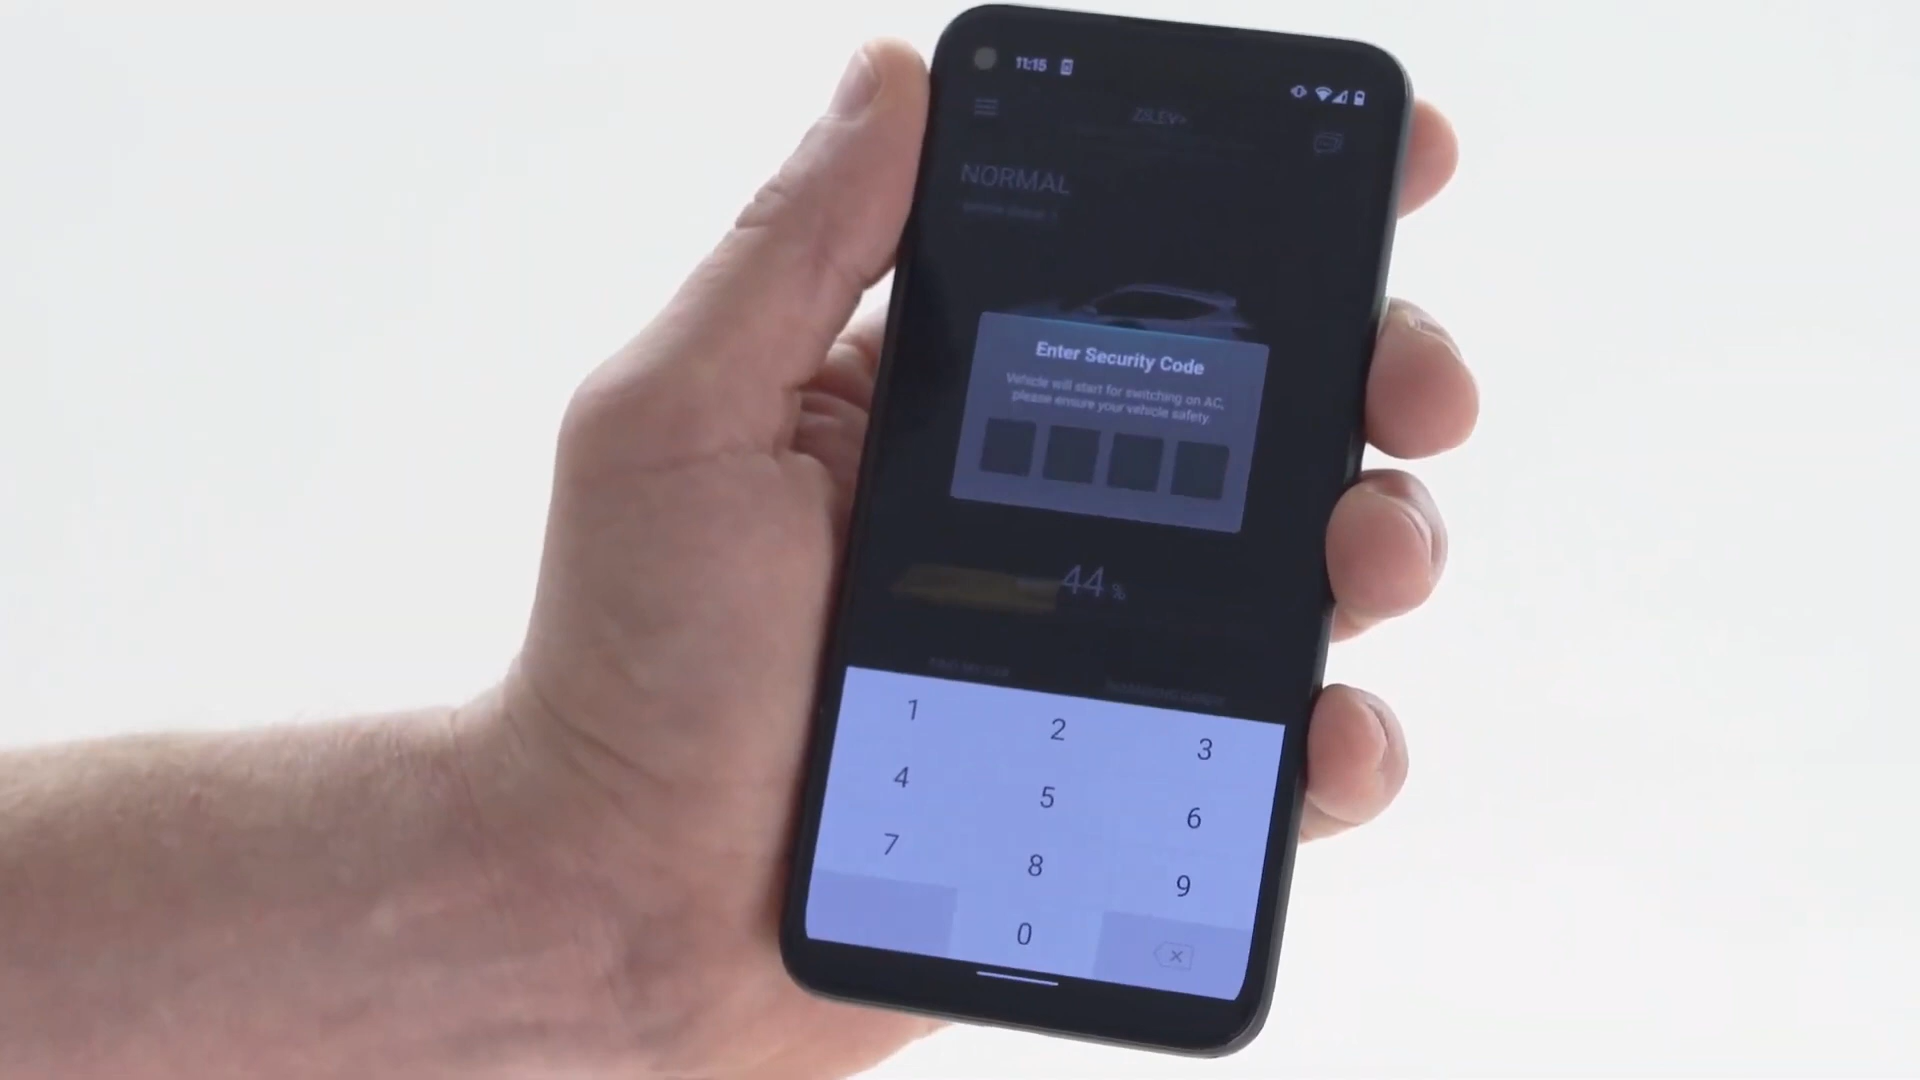 11:15
NORMAL
Enter Security Code
Vehicle will start for switching on AC,
please ensure your vehicle safety.
44 %
1 2 3
4 5 6
7 8 9
0